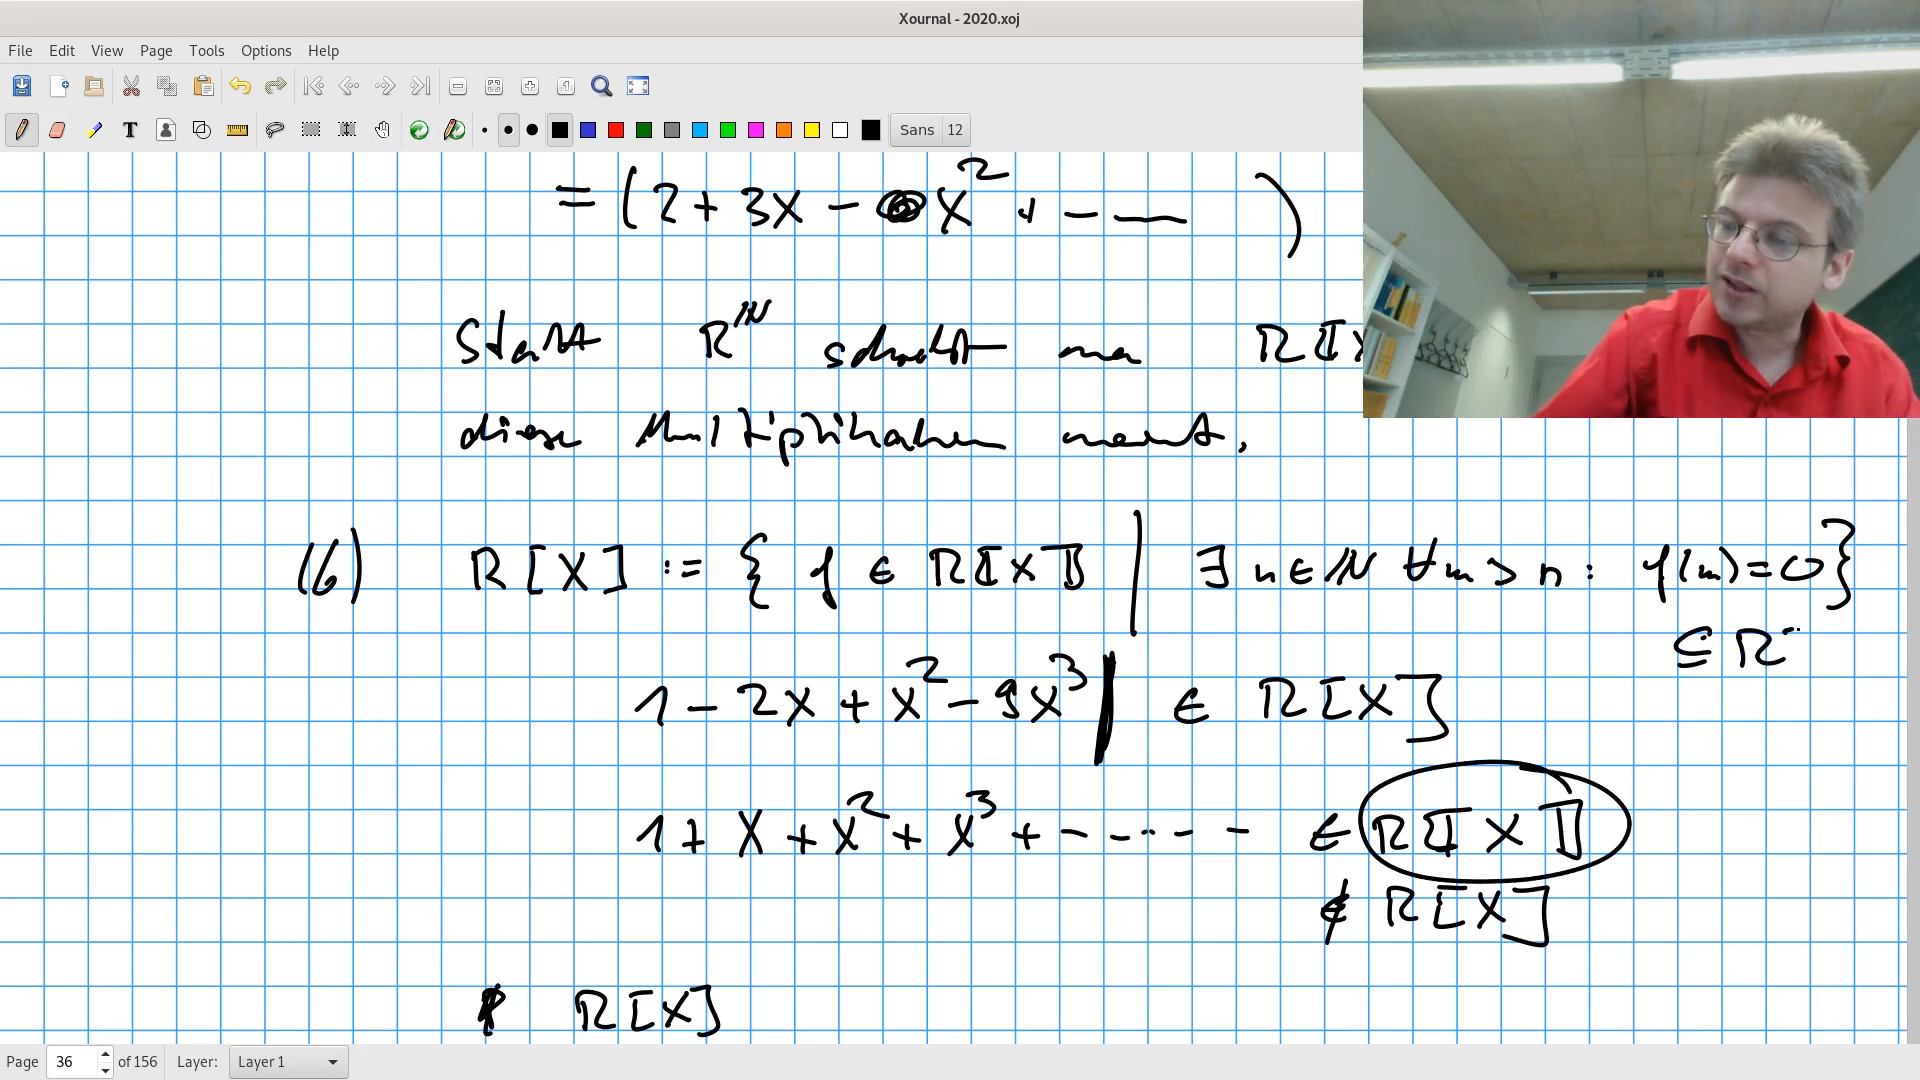 Xournal - 2020.xoj
File Edit View Page Tools Options Help
Sans 12
= (2 + 3X - X² + - — )
Statt R^ℕ schreibt man R⟦X
diese Multiplikation meint.
(6) R[X] := { f ∈ R⟦X⟧ | ∃ n ∈ ℕ ∀ m > n : f(m) = 0 }
⊆ R
1 - 2X + X² - 9X³ | ∈ R[X]
1 + X + X² + X³ + - - - - - ∈ R⟦X⟧
∉ R[X]
R[X]
Page 36 of 156 Layer: Layer 1